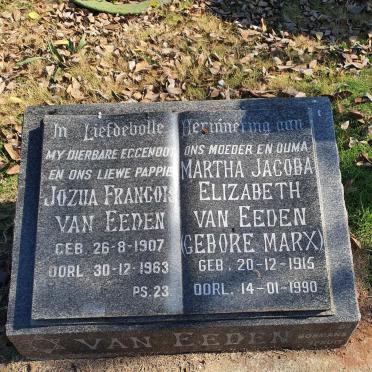 In Liefdevolle Herinnering aan
MY DIERBARE EGGENOOT
EN ONS LIEWE PAPPIE
JOZUA FRANCOIS
VAN EEDEN
GEB. 26-8-1907
OORL. 30-12-1963
PS. 23
ONS MOEDER EN OUMA
MARTHA JACOBA
ELIZABETH
VAN EEDEN
(GEBORE MARX)
GEB. 20-12-1915
OORL. 14-01-1990
VAN EEDEN